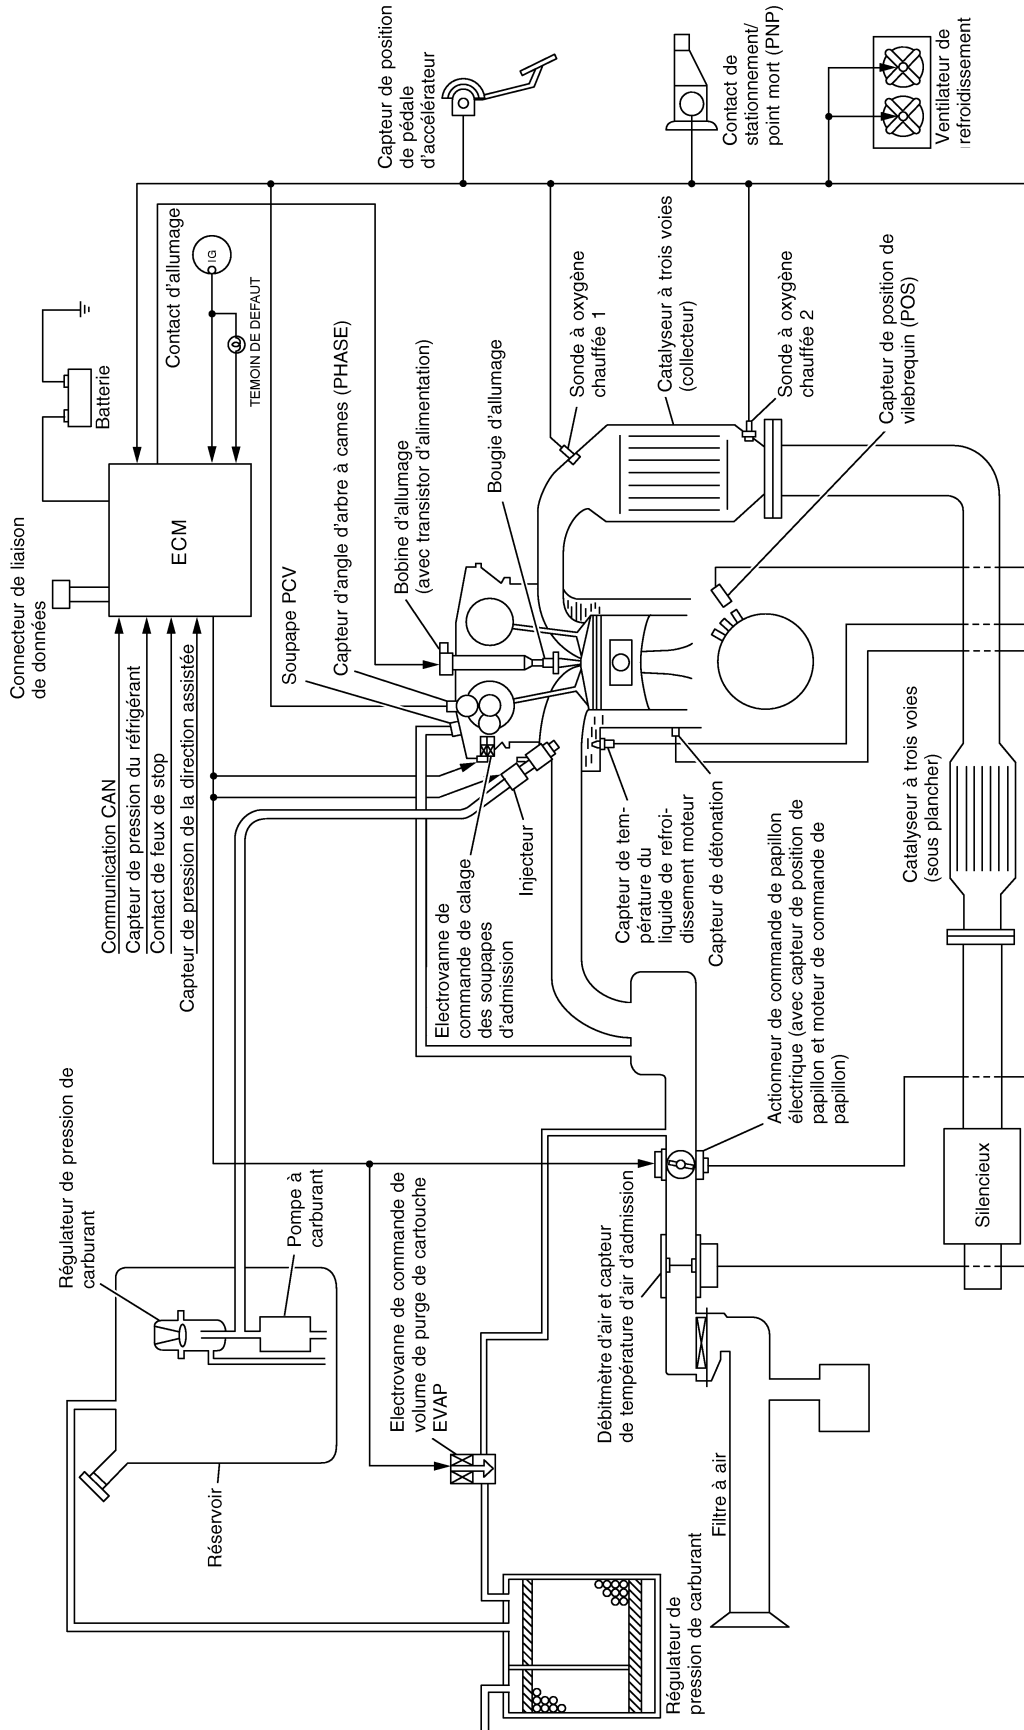 Connecteur de liaison
de données
ECM
Batterie
Contact d'allumage
IG
TEMOIN DE DEFAUT
Capteur de position
de pédale
d'accélérateur
Contact de
stationnement/
point mort (PNP)
Ventilateur de
refroidissement
Communication CAN
Capteur de pression du réfrigérant
Contact de feux de stop
Capteur de pression de la direction assistée
Soupape PCV
Capteur d'angle d'arbre à cames (PHASE)
Bobine d'allumage
(avec transistor d'alimentation)
Bougie d'allumage
Sonde à oxygène
chauffée 1
Catalyseur à trois voies
(collecteur)
Sonde à oxygène
chauffée 2
Capteur de position de
vilebrequin (POS)
Electrovanne de
commande de calage
des soupapes
d'admission
Injecteur
Capteur de tem-
pérature du
liquide de refroi-
dissement moteur
Capteur de détonation
Actionneur de commande de papillon
électrique (avec capteur de position de
papillon et moteur de commande de
papillon)
Catalyseur à trois voies
(sous plancher)
Régulateur de pression de
carburant
Pompe à
carburant
Réservoir
Electrovanne de commande de
volume de purge de cartouche
EVAP
Débitmètre d'air et capteur
de température d'air d'admission
Silencieux
Filtre à air
Régulateur de
pression de carburant